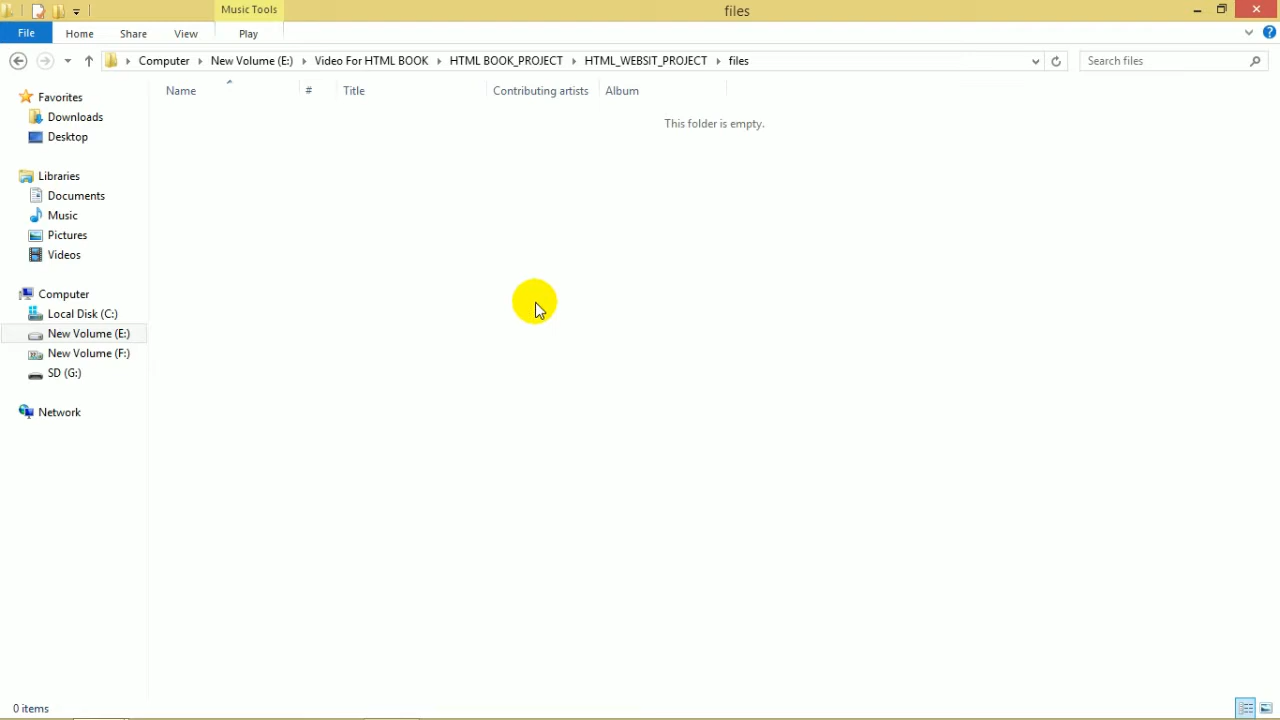 Music Tools
files
File
Home
Share
View
Play
Computer
New Volume (E:)
Video For HTML BOOK
HTML BOOK_PROJECT
HTML_WEBSIT_PROJECT
files
Search files
Name
#
Title
Contributing artists
Album
This folder is empty.
Favorites
Downloads
Desktop
Libraries
Documents
Music
Pictures
Videos
Computer
Local Disk (C:)
New Volume (E:)
New Volume (F:)
SD (G:)
Network
0 items